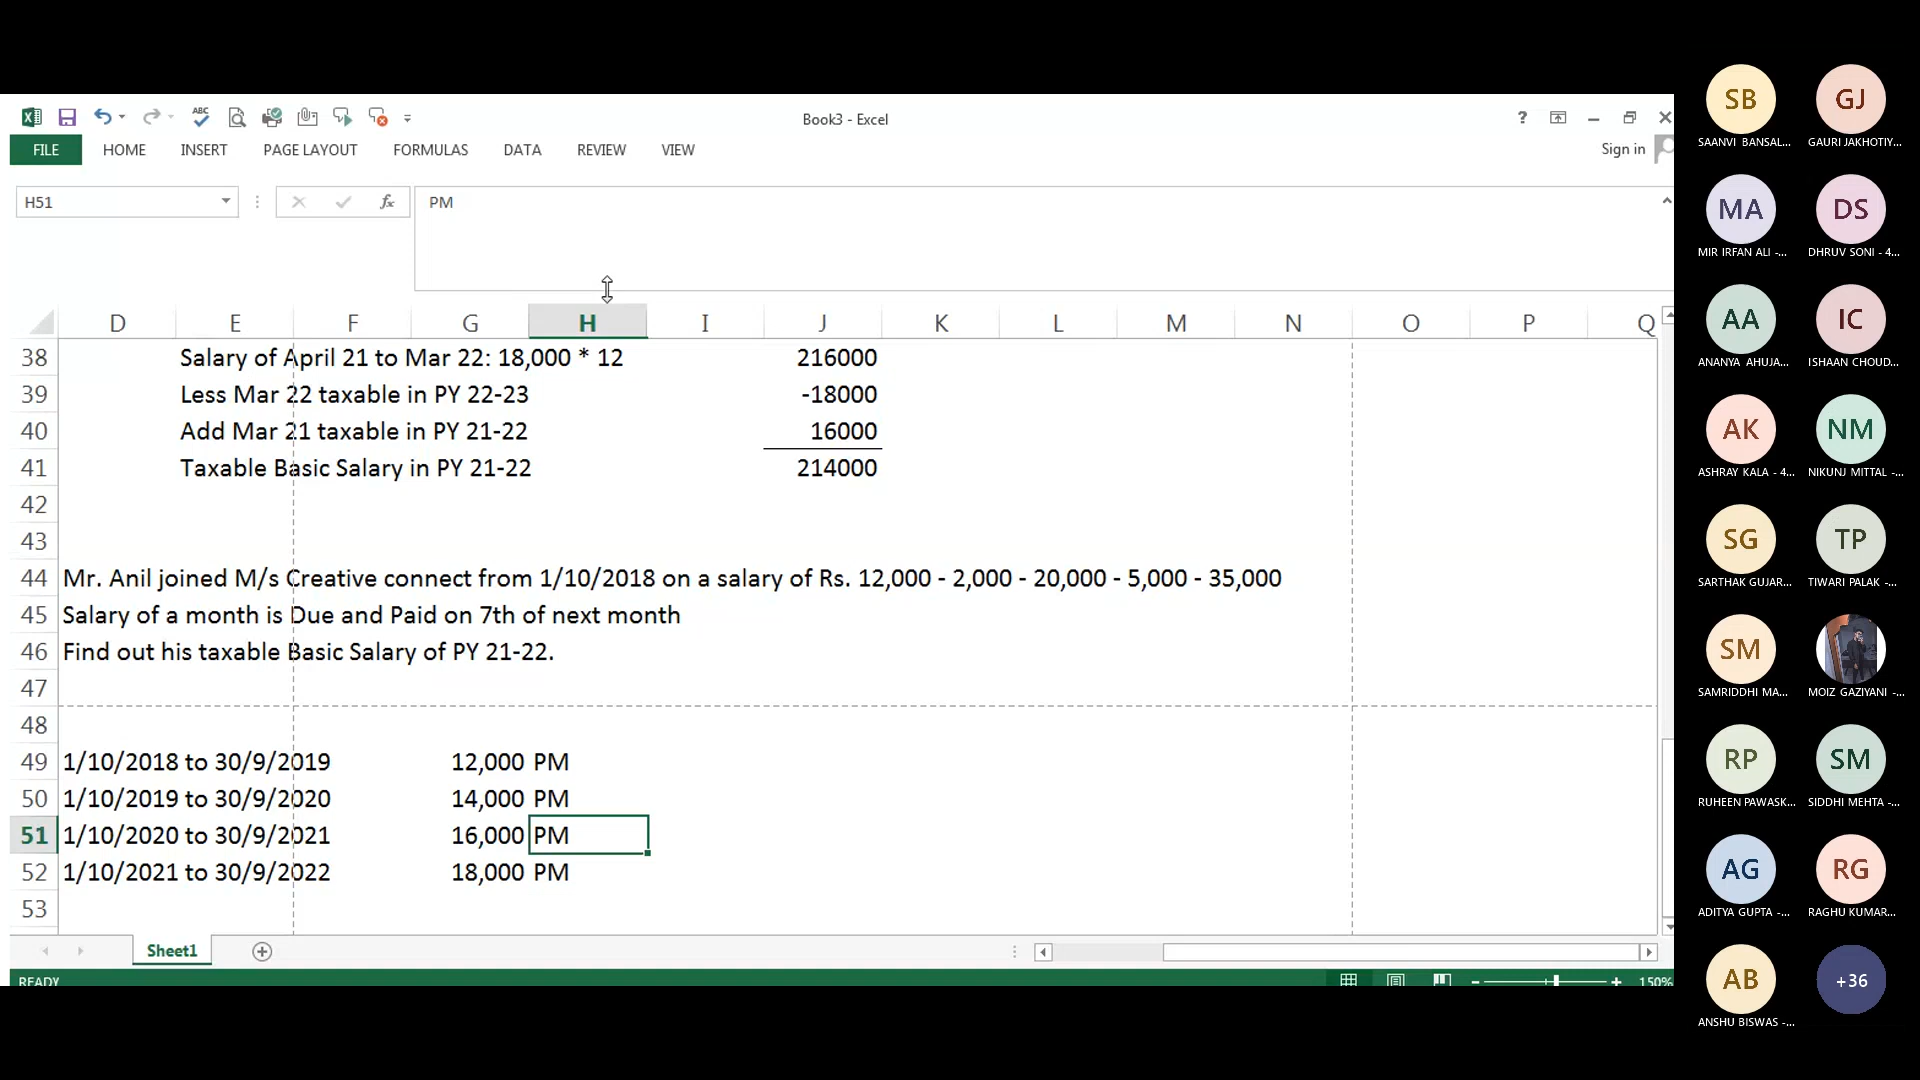 Book3 - Excel
FILE HOME INSERT PAGE LAYOUT FORMULAS DATA REVIEW VIEW Sign in
H51 PM
D E F G H I J K L M N O P Q
38 Salary of April 21 to Mar 22: 18,000 * 12 216000
39 Less Mar 22 taxable in PY 22-23 -18000
40 Add Mar 21 taxable in PY 21-22 16000
41 Taxable Basic Salary in PY 21-22 214000
42
43
44 Mr. Anil joined M/s Creative connect from 1/10/2018 on a salary of Rs. 12,000 - 2,000 - 20,000 - 5,000 - 35,000
45 Salary of a month is Due and Paid on 7th of next month
46 Find out his taxable Basic Salary of PY 21-22.
47
48
49 1/10/2018 to 30/9/2019 12,000 PM
50 1/10/2019 to 30/9/2020 14,000 PM
51 1/10/2020 to 30/9/2021 16,000 PM
52 1/10/2021 to 30/9/2022 18,000 PM
53
Sheet1
READY 150%
SB GJ
SAANVI BANSAL... GAURI JAKHOTIY...
MA DS
MIR IRFAN ALI -... DHRUV SONI - 4...
AA IC
ANANYA AHUJA... ISHAAN CHOUD...
AK NM
ASHRAY KALA - 4... NIKUNJ MITTAL -...
SG TP
SARTHAK GUJAR... TIWARI PALAK -...
SM
SAMRIDDHI MA... MOIZ GAZIYANI -...
RP SM
RUHEEN PAWASK... SIDDHI MEHTA -...
AG RG
ADITYA GUPTA -... RAGHU KUMAR...
AB +36
ANSHU BISWAS -...